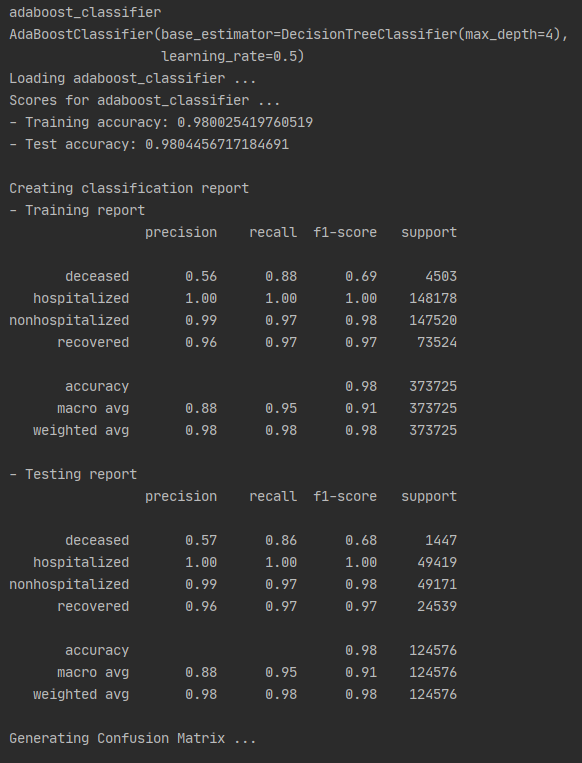 adaboost_classifier
AdaBoostClassifier(base_estimator=DecisionTreeClassifier(max_depth=4),
                   learning_rate=0.5)
Loading adaboost_classifier ...
Scores for adaboost_classifier ...
- Training accuracy: 0.980025419760519
- Test accuracy: 0.9804456717184691

Creating classification report
- Training report
                 precision    recall  f1-score   support

       deceased       0.56      0.88      0.69      4503
   hospitalized       1.00      1.00      1.00    148178
nonhospitalized       0.99      0.97      0.98    147520
      recovered       0.96      0.97      0.97     73524

       accuracy                           0.98    373725
      macro avg       0.88      0.95      0.91    373725
   weighted avg       0.98      0.98      0.98    373725

- Testing report
                 precision    recall  f1-score   support

       deceased       0.57      0.86      0.68      1447
   hospitalized       1.00      1.00      1.00     49419
nonhospitalized       0.99      0.97      0.98     49171
      recovered       0.96      0.97      0.97     24539

       accuracy                           0.98    124576
      macro avg       0.88      0.95      0.91    124576
   weighted avg       0.98      0.98      0.98    124576

Generating Confusion Matrix ...